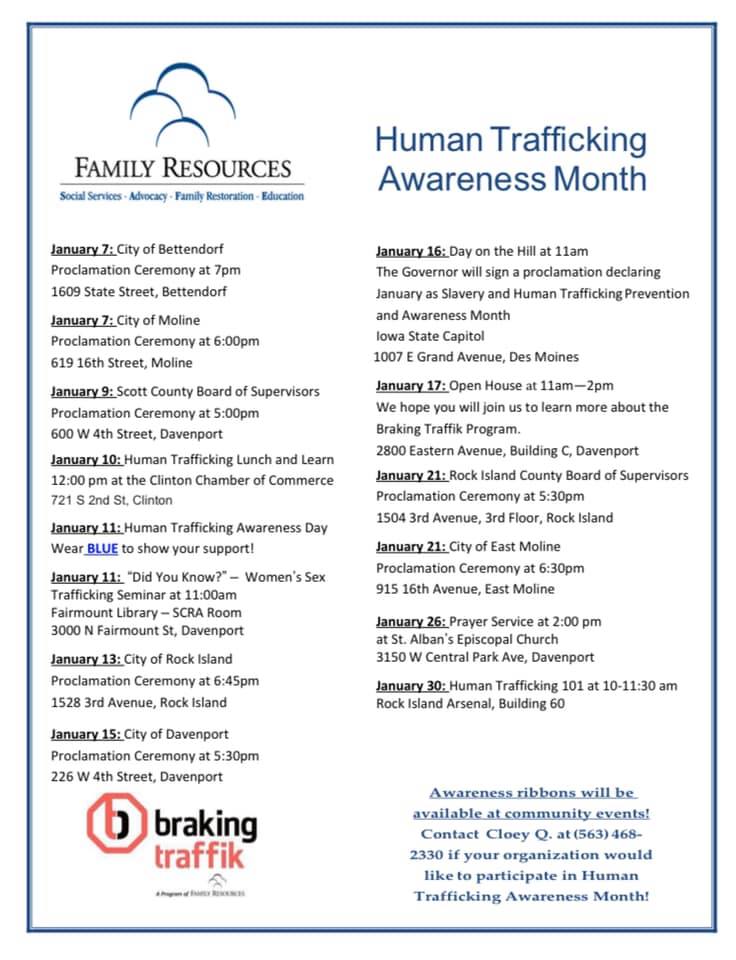 FAMILY RESOURCES
Social Services - Advocacy - Family Restoration - Education
Human Trafficking
Awareness Month
January 7: City of Bettendorf
Proclamation Ceremony at 7pm
1609 State Street, Bettendorf
January 7: City of Moline
Proclamation Ceremony at 6:00pm
619 16th Street, Moline
January 9: Scott County Board of Supervisors
Proclamation Ceremony at 5:00pm
600 W 4th Street, Davenport
January 10: Human Trafficking Lunch and Learn
12:00 pm at the Clinton Chamber of Commerce
721 S 2nd St, Clinton
January 11: Human Trafficking Awareness Day
Wear BLUE to show your support!
January 11: “Did You Know?” – Women's Sex
Trafficking Seminar at 11:00am
Fairmount Library – SCRA Room
3000 N Fairmount St, Davenport
January 13: City of Rock Island
Proclamation Ceremony at 6:45pm
1528 3rd Avenue, Rock Island
January 15: City of Davenport
Proclamation Ceremony at 5:30pm
226 W 4th Street, Davenport
b
braking
traffik
A Program of FAMILY RESOURCES
January 16: Day on the Hill at 11am
The Governor will sign a proclamation declaring
January as Slavery and Human Trafficking Prevention
and Awareness Month
Iowa State Capitol
1007 E Grand Avenue, Des Moines
January 17: Open House at 11am—2pm
We hope you will join us to learn more about the
Braking Traffik Program.
2800 Eastern Avenue, Building C, Davenport
January 21: Rock Island County Board of Supervisors
Proclamation Ceremony at 5:30pm
1504 3rd Avenue, 3rd Floor, Rock Island
January 21: City of East Moline
Proclamation Ceremony at 6:30pm
915 16th Avenue, East Moline
January 26: Prayer Service at 2:00 pm
at St. Alban's Episcopal Church
3150 W Central Park Ave, Davenport
January 30: Human Trafficking 101 at 10-11:30 am
Rock Island Arsenal, Building 60
Awareness ribbons will be
available at community events!
Contact Cloey Q. at (563) 468-
2330 if your organization would
like to participate in Human
Trafficking Awareness Month!